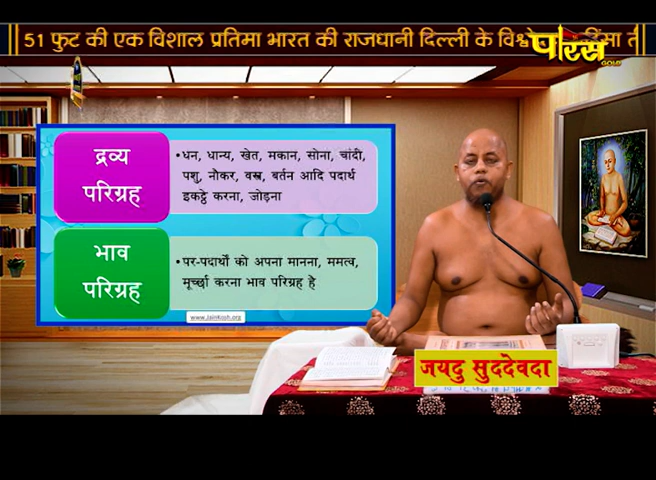 51 फुट की एक विशाल प्रतिमा भारत की राजधानी दिल्ली के
पारस
GOLD
द्रव्य
परिग्रह
•धन, धान्य, खेत, मकान, सोना, चांदी,
पशु, नौकर, वस्त्र, बर्तन आदि पदार्थ
इकट्ठे करना, जोड़ना
भाव
परिग्रह
•पर-पदार्थों को अपना मानना, ममत्व,
मूर्च्छा करना भाव परिग्रह है
www.JainKosh.org
जयदु सुददेवदा